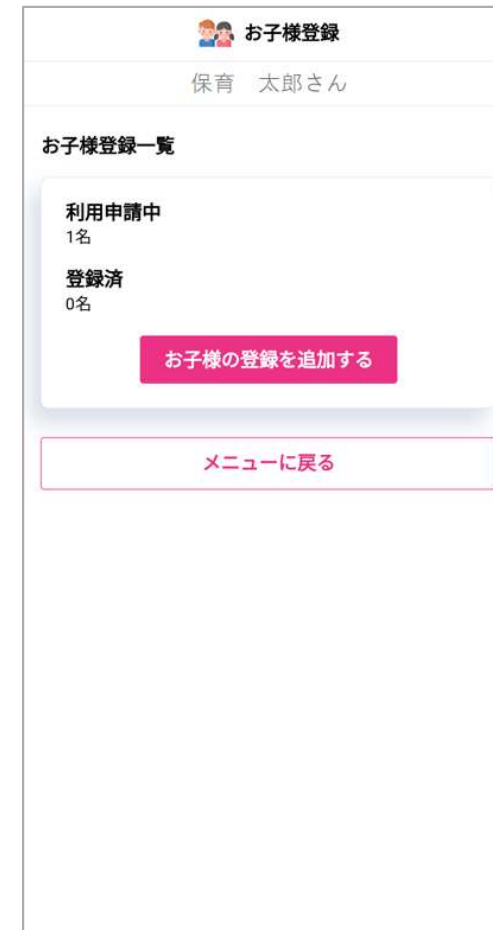 お子様登録
保育　太郎さん
お子様登録一覧
利用申請中
1名
登録済
0名
お子様の登録を追加する
メニューに戻る